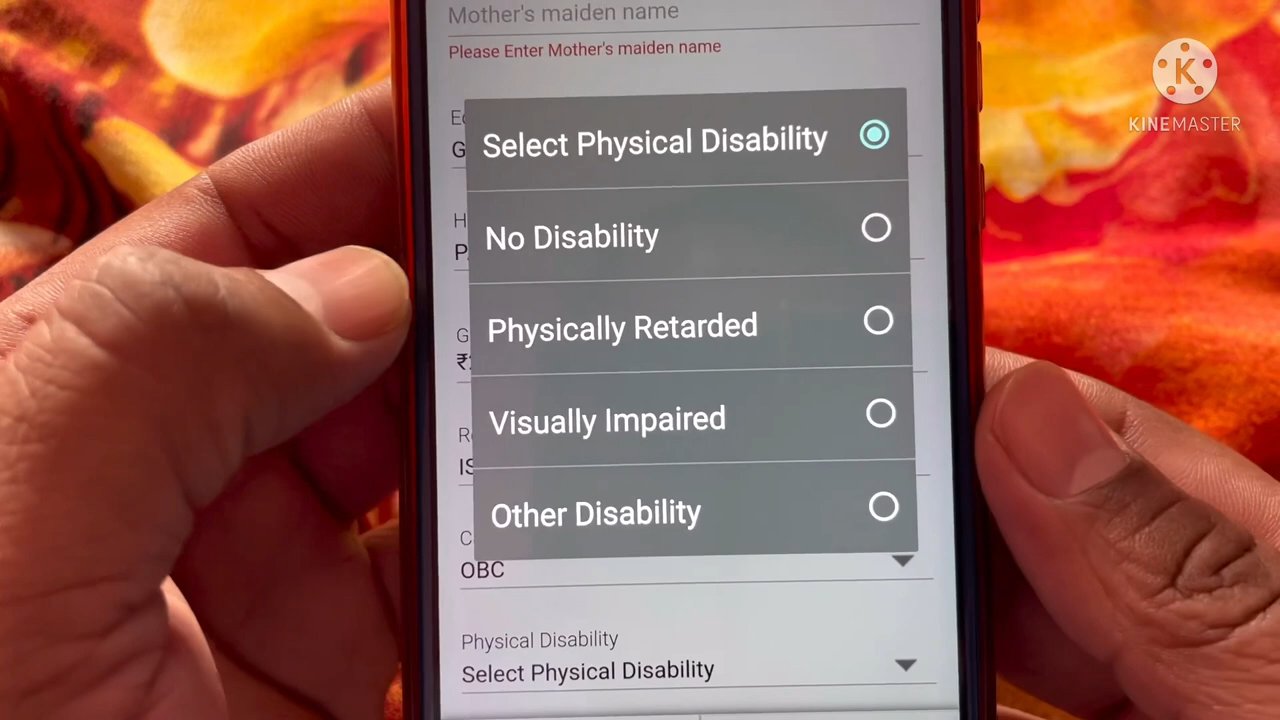 Mother's maiden name
Please Enter Mother's maiden name
K
KINEMASTER
Select Physical Disability
No Disability
Physically Retarded
Visually Impaired
Other Disability
OBC
Physical Disability
Select Physical Disability